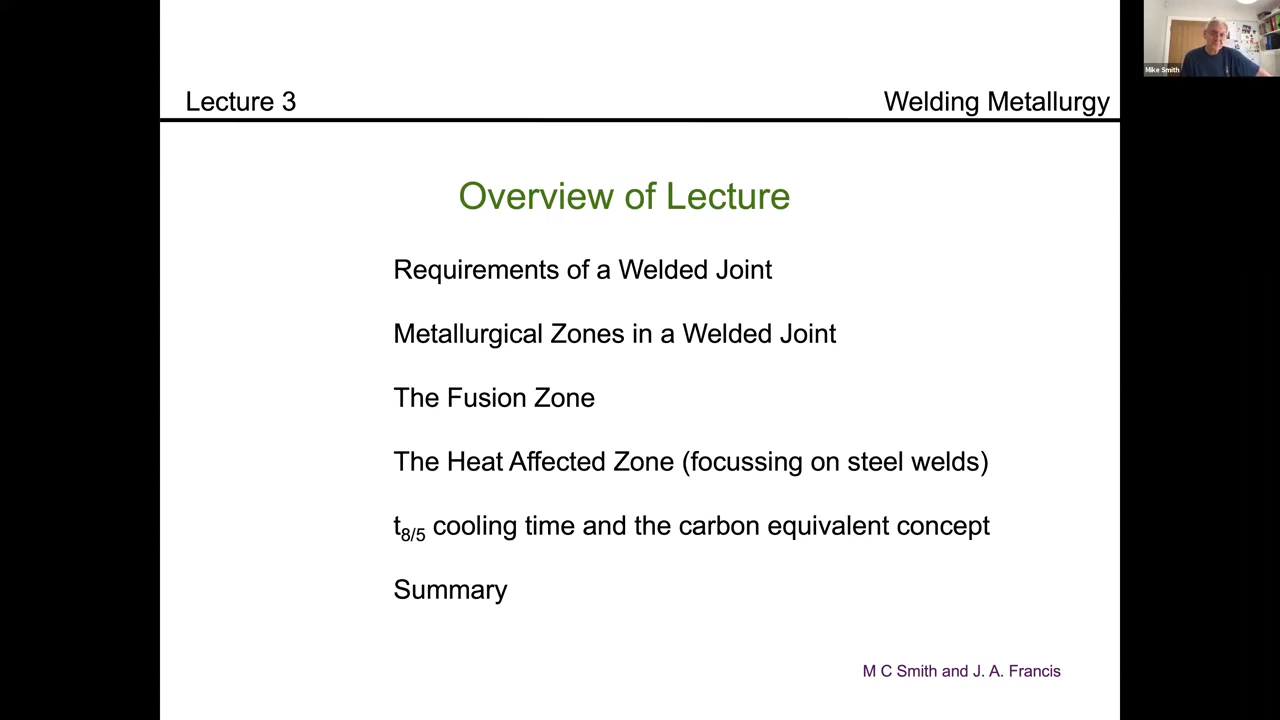 Mike Smith
Lecture 3
Welding Metallurgy
Overview of Lecture
Requirements of a Welded Joint
Metallurgical Zones in a Welded Joint
The Fusion Zone
The Heat Affected Zone (focussing on steel welds)
t8/5 cooling time and the carbon equivalent concept
Summary
M C Smith and J. A. Francis